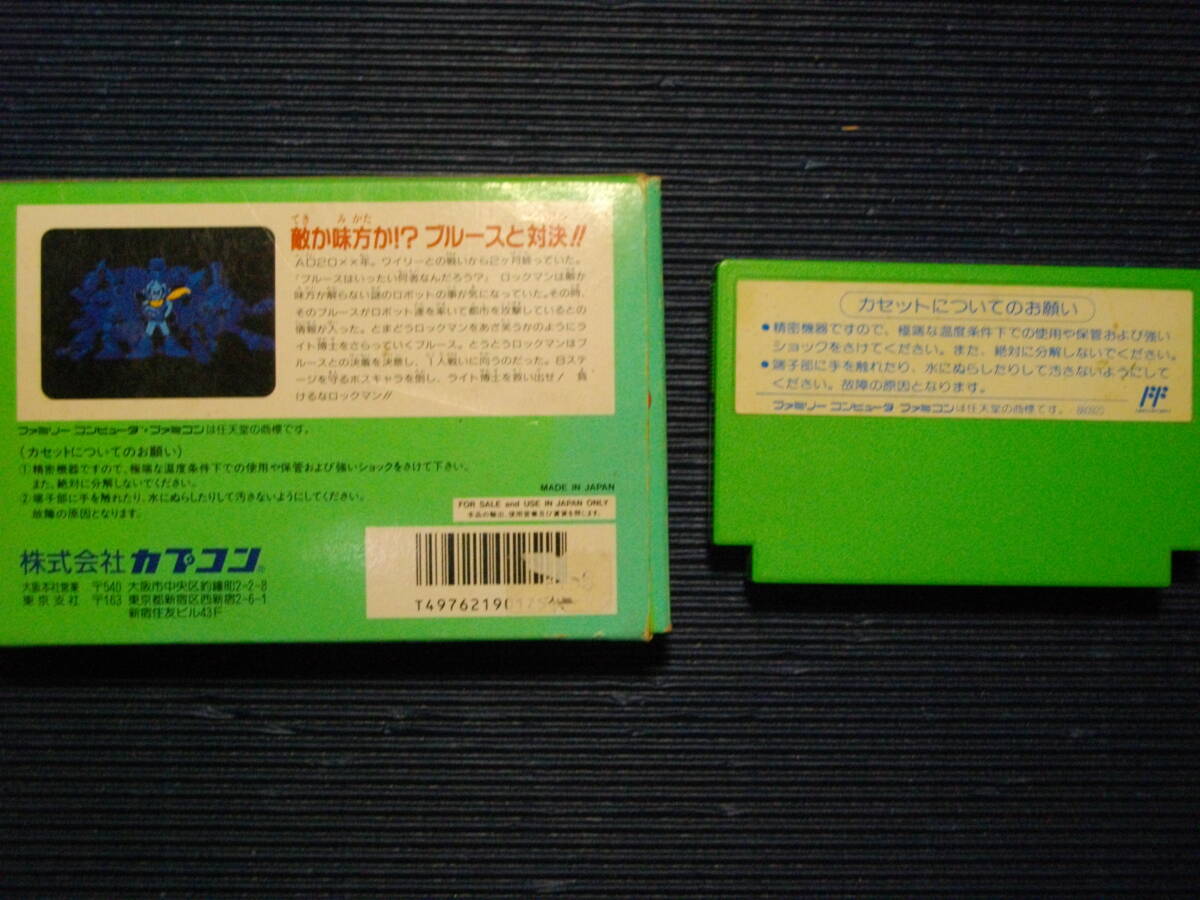 敵か味方か!? ブルースと対決!!
てき みかた
AD20××年。ワイリーとの戦いから2ヶ月経っていた。
「ブルースはいったい何者なんだろう?」 ロックマンは敵か
味方か解らない謎のロボットの事が気になっていた。その時、
そのブルースがロボット達を率いて都市を攻撃しているとの
情報が入った。とまどうロックマンをあざ笑うかのようにラ
イト博士をさらっていくブルース。とうとうロックマンはブ
ルースとの決着を決意し、1人戦いに向うのだった。8ステ
ージを守るボスキャラを倒し、ライト博士を救い出せ! 負
けるなロックマン!!
ファミリー コンピュータ・ファミコンは任天堂の商標です。
〈カセットについてのお願い〉
①精密機器ですので、極端な温度条件下での使用や保管および強いショックをさけて下さい。
また、絶対に分解しないでください。
②端子部に手を触れたり、水にぬらしたりして汚さないようにしてください。
故障の原因となります。
MADE IN JAPAN
FOR SALE and USE IN JAPAN ONLY
本品の輸出、使用営業及び賃貸を禁じます。
株式会社 カプコン
大阪本社営業 〒540 大阪市中央区釣鐘町2-2-8
東京支社 〒163 東京都新宿区西新宿2-6-1
新宿住友ビル43F
T49762190175
カセットについてのお願い
●精密機器ですので、極端な温度条件下での使用や保管および強い
ショックをさけてください。また、絶対に分解しないでください。
●端子部に手を触れたり、水にぬらしたりして汚さないようにして
ください。故障の原因となります。
ファミリー コンピュータ ファミコンは任天堂の商標です。
FF